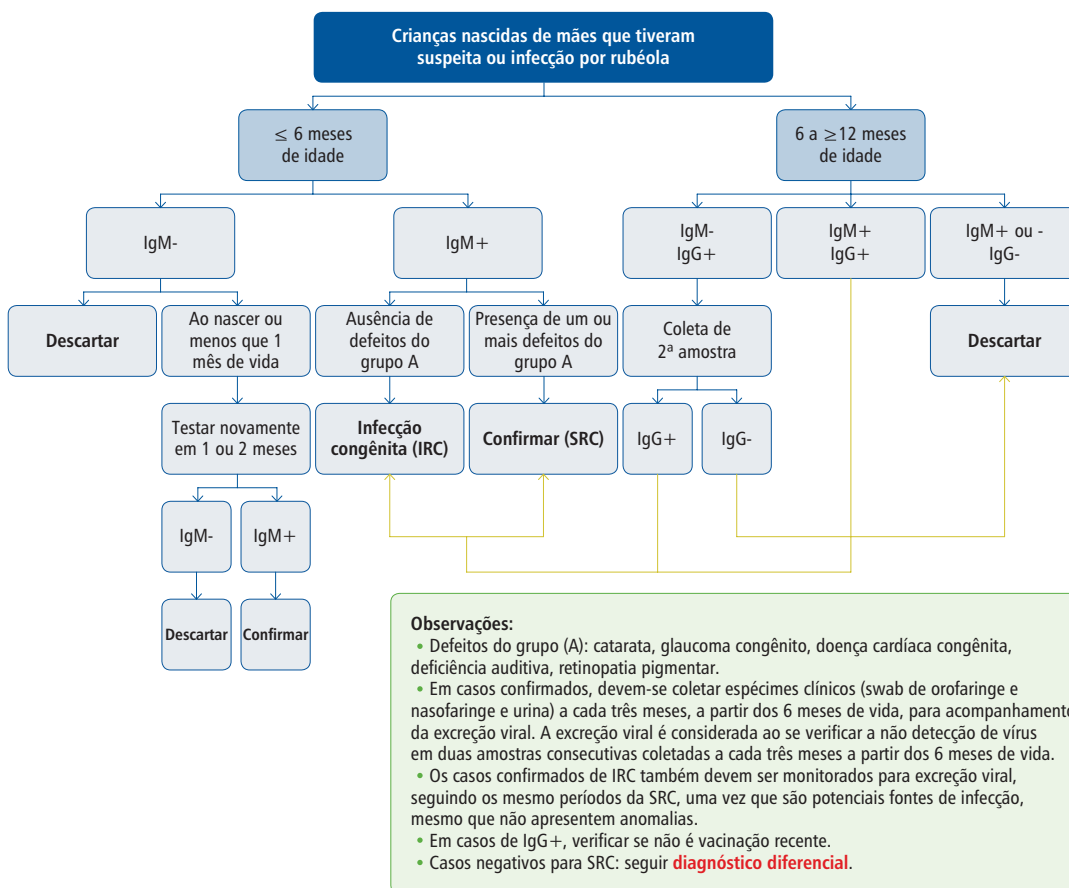 Crianças nascidas de mães que tiveram
suspeita ou infecção por rubéola
≤ 6 meses
de idade
6 a ≥12 meses
de idade
IgM-
IgM+
IgM-
IgG+
IgM+
IgG+
IgM+ ou -
IgG-
Descartar
Ao nascer ou
menos que 1
mês de vida
Ausência de
defeitos do
grupo A
Presença de um ou
mais defeitos do
grupo A
Coleta de
2ª amostra
Descartar
Testar novamente
em 1 ou 2 meses
Infecção
congênita (IRC)
Confirmar (SRC)
IgG+
IgG-
IgM-
IgM+
Descartar
Confirmar
Observações:
• Defeitos do grupo (A): catarata, glaucoma congênito, doença cardíaca congênita,
deficiência auditiva, retinopatia pigmentar.
• Em casos confirmados, devem-se coletar espécimes clínicos (swab de orofaringe e
nasofaringe e urina) a cada três meses, a partir dos 6 meses de vida, para acompanhamento
da excreção viral. A excreção viral é considerada ao se verificar a não detecção de vírus
em duas amostras consecutivas coletadas a cada três meses a partir dos 6 meses de vida.
• Os casos confirmados de IRC também devem ser monitorados para excreção viral,
seguindo os mesmo períodos da SRC, uma vez que são potenciais fontes de infecção,
mesmo que não apresentem anomalias.
• Em casos de IgG+, verificar se não é vacinação recente.
• Casos negativos para SRC: seguir diagnóstico diferencial.